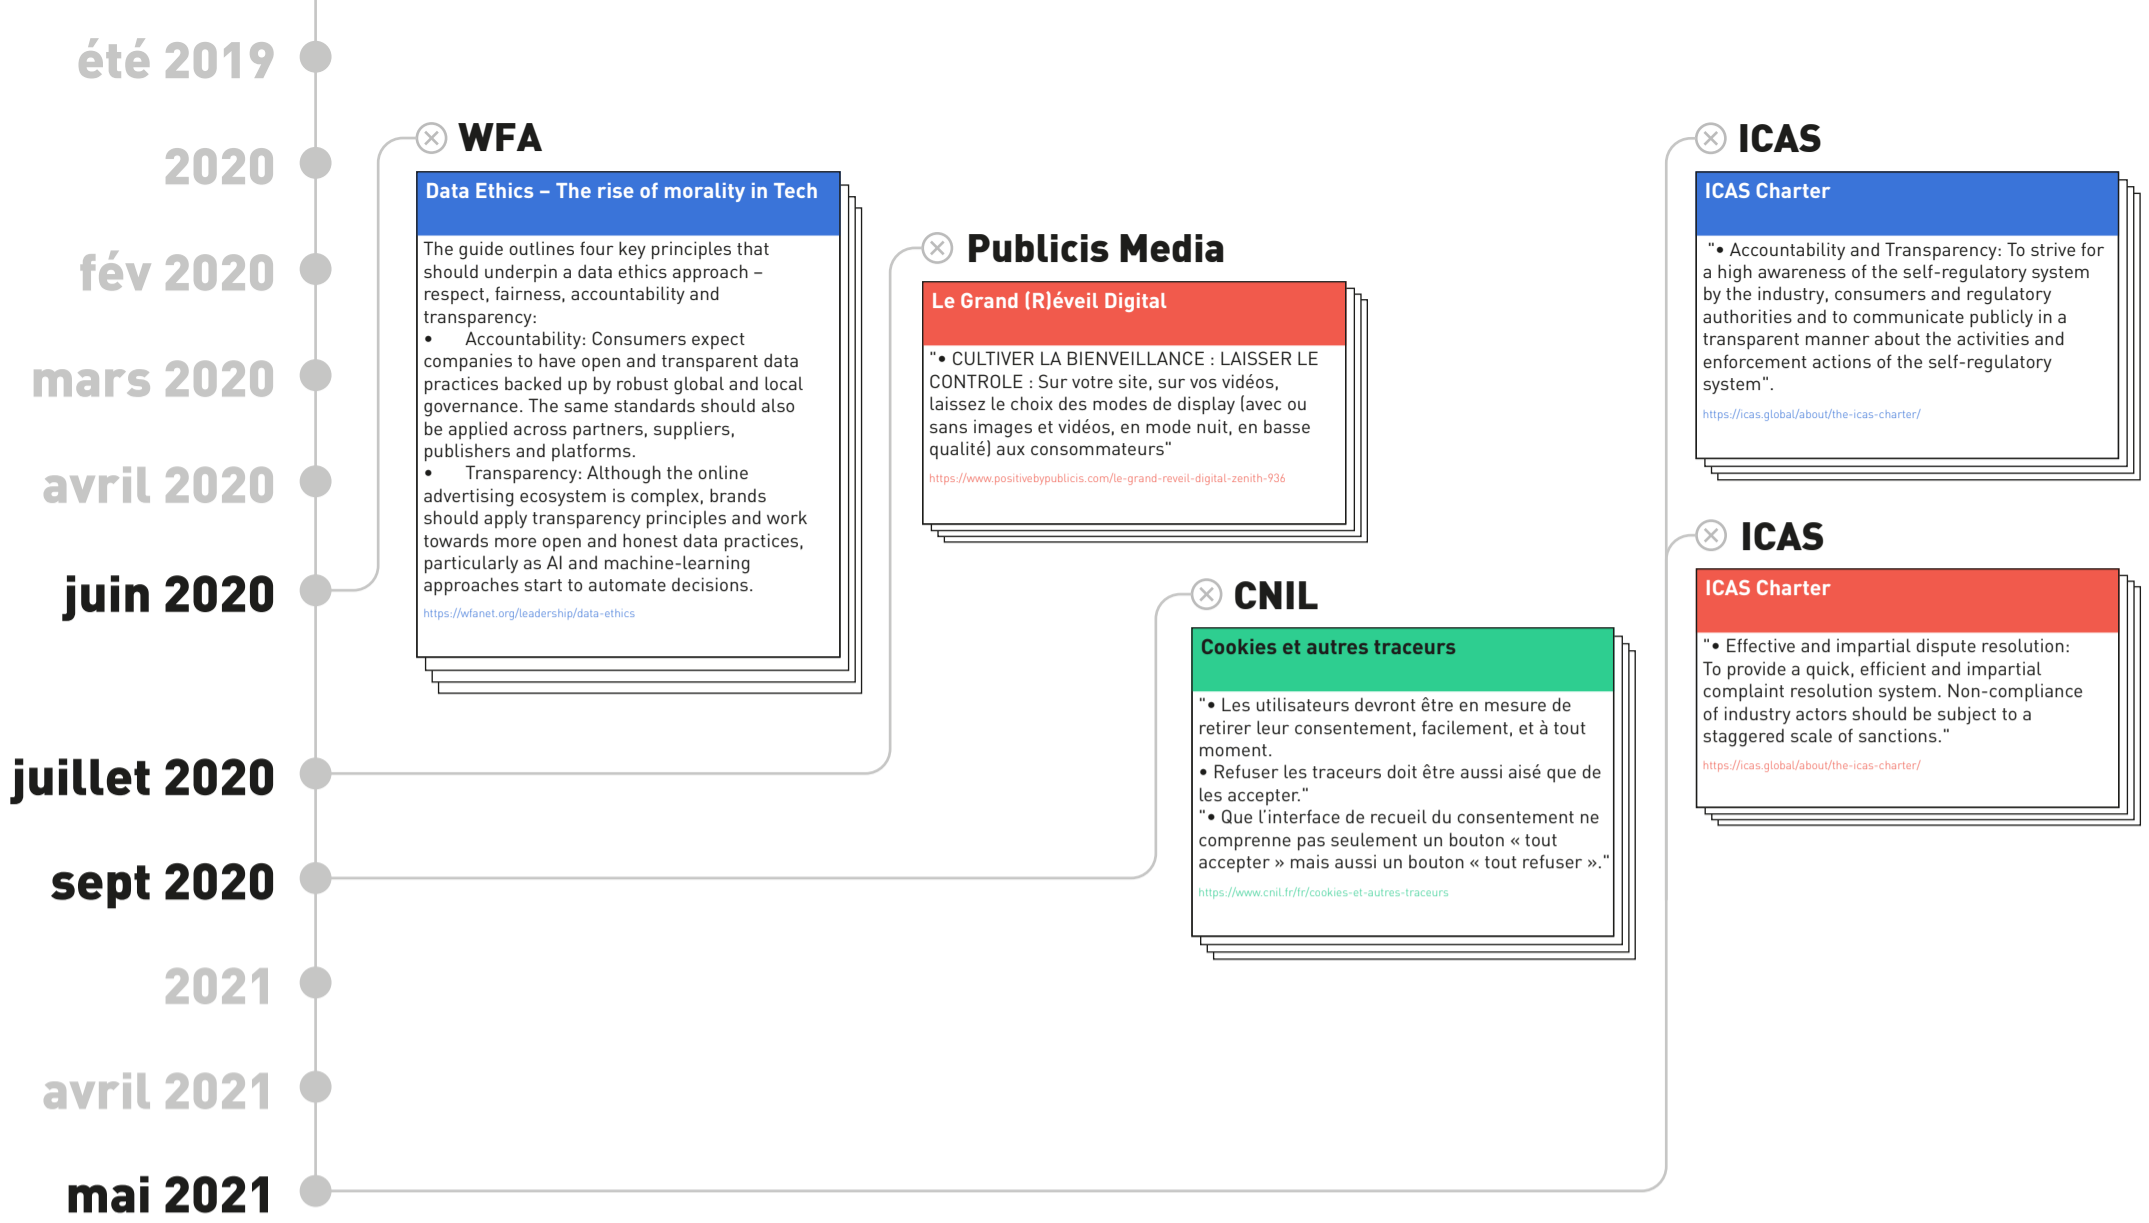 été 2019
2020
fév 2020
mars 2020
avril 2020
juin 2020
juillet 2020
sept 2020
2021
avril 2021
mai 2021
WFA
Data Ethics – The rise of morality in Tech
The guide outlines four key principles that
should underpin a data ethics approach –
respect, fairness, accountability and
transparency:
• Accountability: Consumers expect
companies to have open and transparent data
practices backed up by robust global and local
governance. The same standards should also
be applied across partners, suppliers,
publishers and platforms.
• Transparency: Although the online
advertising ecosystem is complex, brands
should apply transparency principles and work
towards more open and honest data practices,
particularly as AI and machine-learning
approaches start to automate decisions.
https://wfanet.org/leadership/data-ethics
Publicis Media
Le Grand (R)éveil Digital
"• CULTIVER LA BIENVEILLANCE : LAISSER LE
CONTROLE : Sur votre site, sur vos vidéos,
laissez le choix des modes de display (avec ou
sans images et vidéos, en mode nuit, en basse
qualité) aux consommateurs"
https://www.positivebypublicis.com/le-grand-reveil-digital-zenith-936
CNIL
Cookies et autres traceurs
"• Les utilisateurs devront être en mesure de
retirer leur consentement, facilement, et à tout
moment.
• Refuser les traceurs doit être aussi aisé que de
les accepter."
"• Que l'interface de recueil du consentement ne
comprenne pas seulement un bouton « tout
accepter » mais aussi un bouton « tout refuser »."
https://www.cnil.fr/fr/cookies-et-autres-traceurs
ICAS
ICAS Charter
"• Accountability and Transparency: To strive for
a high awareness of the self-regulatory system
by the industry, consumers and regulatory
authorities and to communicate publicly in a
transparent manner about the activities and
enforcement actions of the self-regulatory
system".
https://icas.global/about/the-icas-charter/
ICAS
ICAS Charter
"• Effective and impartial dispute resolution:
To provide a quick, efficient and impartial
complaint resolution system. Non-compliance
of industry actors should be subject to a
staggered scale of sanctions."
https://icas.global/about/the-icas-charter/